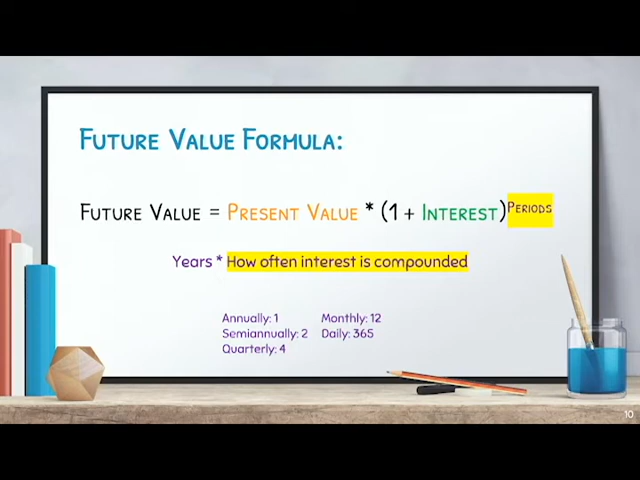 Future Value Formula:
Future Value = Present Value * (1 + Interest)Periods
Years * How often interest is compounded
Annually: 1 Monthly: 12
Semiannually: 2 Daily: 365
Quarterly: 4
10